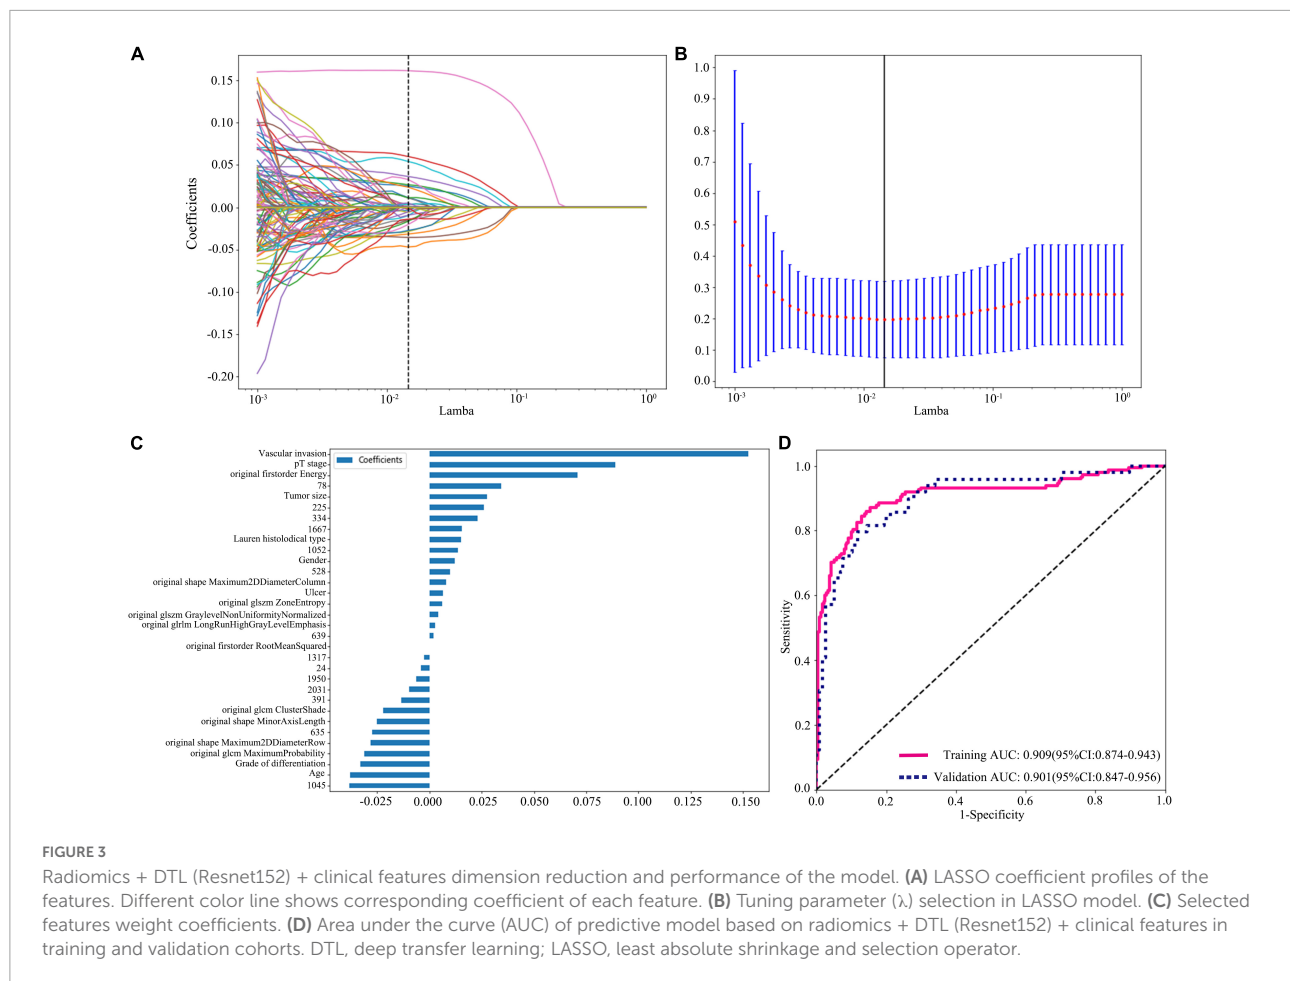 A
0.15
0.10
0.05
0.00
-0.05
-0.10
-0.15
-0.20
Coefficients
10-3
10-2
10-1
100
Lamba
B
1.0
0.9
0.8
0.7
0.6
0.5
0.4
0.3
0.2
0.1
0.0
10-3
10-2
10-1
100
Lamba
C
Coefficients
Vascular invasion
pT stage
original firstorder Energy
78
Tumor size
225
334
1667
Lauren histolodical type
1052
Gender
528
original shape Maximum2DDiameterColumn
Ulcer
original glszm ZoneEntropy
original glszm GraylevelNonUniformityNormalized
orginal glrlm LongRunHighGrayLevelEmphasis
639
original firstorder RootMeanSquared
1317
24
1950
2031
391
original glcm ClusterShade
original shape MinorAxisLength
635
original shape Maximum2DDiameterRow
original glcm MaximumProbability
Grade of differentiation
Age
1045
-0.025
0.000
0.025
0.050
0.075
0.100
0.125
0.150
D
1.0
0.8
0.6
0.4
0.2
0.0
Sensitivity
Training AUC: 0.909(95%CI:0.874-0.943)
Validation AUC: 0.901(95%CI:0.847-0.956)
0.0
0.2
0.4
0.6
0.8
1.0
1-Specificity
FIGURE 3
Radiomics + DTL (Resnet152) + clinical features dimension reduction and performance of the model. (A) LASSO coefficient profiles of the
features. Different color line shows corresponding coefficient of each feature. (B) Tuning parameter (λ) selection in LASSO model. (C) Selected
features weight coefficients. (D) Area under the curve (AUC) of predictive model based on radiomics + DTL (Resnet152) + clinical features in
training and validation cohorts. DTL, deep transfer learning; LASSO, least absolute shrinkage and selection operator.